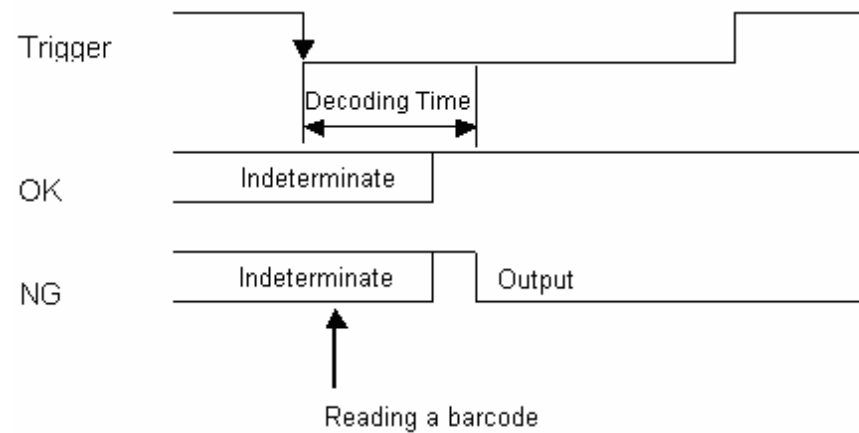 Trigger
Decoding Time
Indeterminate
OK
Indeterminate
Output
NG
Reading a barcode